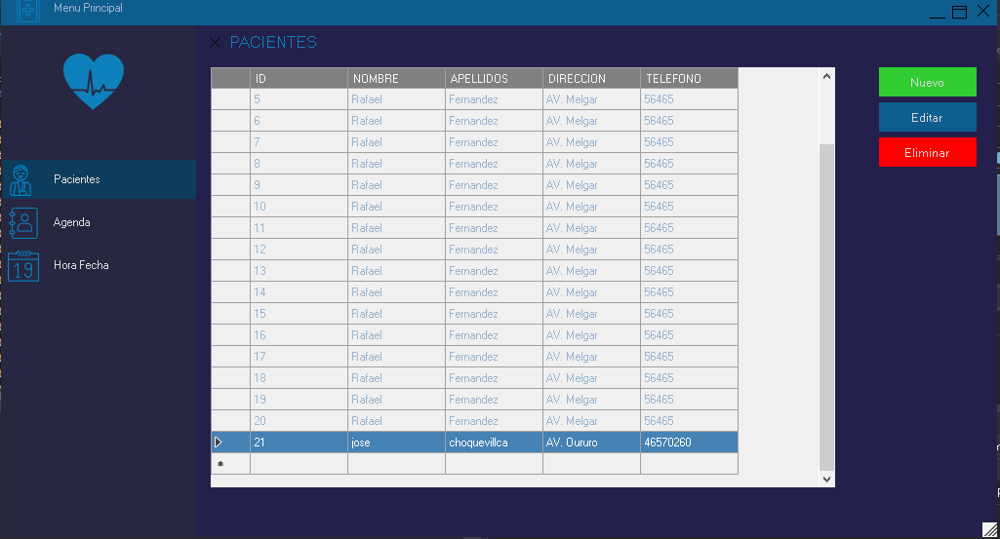 Menu Principal
PACIENTES
ID NOMBRE APELLIDOS DIRECCION TELEFONO
5 Rafael Fernandez AV. Melgar 56465
6 Rafael Fernandez AV. Melgar 56465
7 Rafael Fernandez AV. Melgar 56465
8 Rafael Fernandez AV. Melgar 56465
9 Rafael Fernandez AV. Melgar 56465
10 Rafael Fernandez AV. Melgar 56465
11 Rafael Fernandez AV. Melgar 56465
12 Rafael Fernandez AV. Melgar 56465
13 Rafael Fernandez AV. Melgar 56465
14 Rafael Fernandez AV. Melgar 56465
15 Rafael Fernandez AV. Melgar 56465
16 Rafael Fernandez AV. Melgar 56465
17 Rafael Fernandez AV. Melgar 56465
18 Rafael Fernandez AV. Melgar 56465
19 Rafael Fernandez AV. Melgar 56465
20 Rafael Fernandez AV. Melgar 56465
21 jose choquevillca AV. Oururo 46570260
Nuevo
Editar
Eliminar
Pacientes
Agenda
19
Hora Fecha